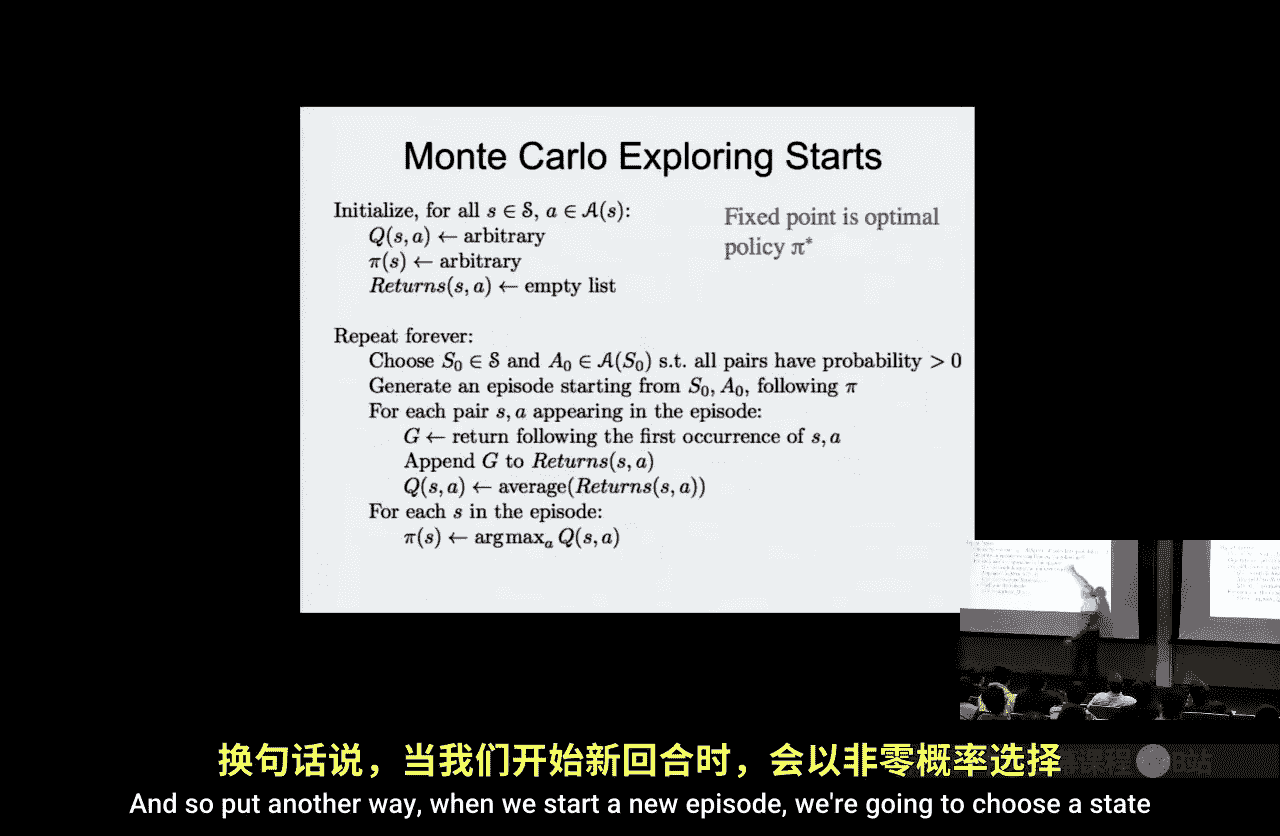 Monte Carlo Exploring Starts
Initialize, for all s ∈ 𝒮, a ∈ 𝒜(s):
Q(s, a) ← arbitrary
π(s) ← arbitrary
Returns(s, a) ← empty list
Fixed point is optimal
policy π*
Repeat forever:
Choose S₀ ∈ 𝒮 and A₀ ∈ 𝒜(S₀) s.t. all pairs have probability > 0
Generate an episode starting from S₀, A₀, following π
For each pair s, a appearing in the episode:
G ← return following the first occurrence of s, a
Append G to Returns(s, a)
Q(s, a) ← average(Returns(s, a))
For each s in the episode:
π(s) ← arg maxₐ Q(s, a)
换句话说，当我们开始新回合时，会以非零概率选择
And so put another way, when we start a new episode, we're going to choose a state